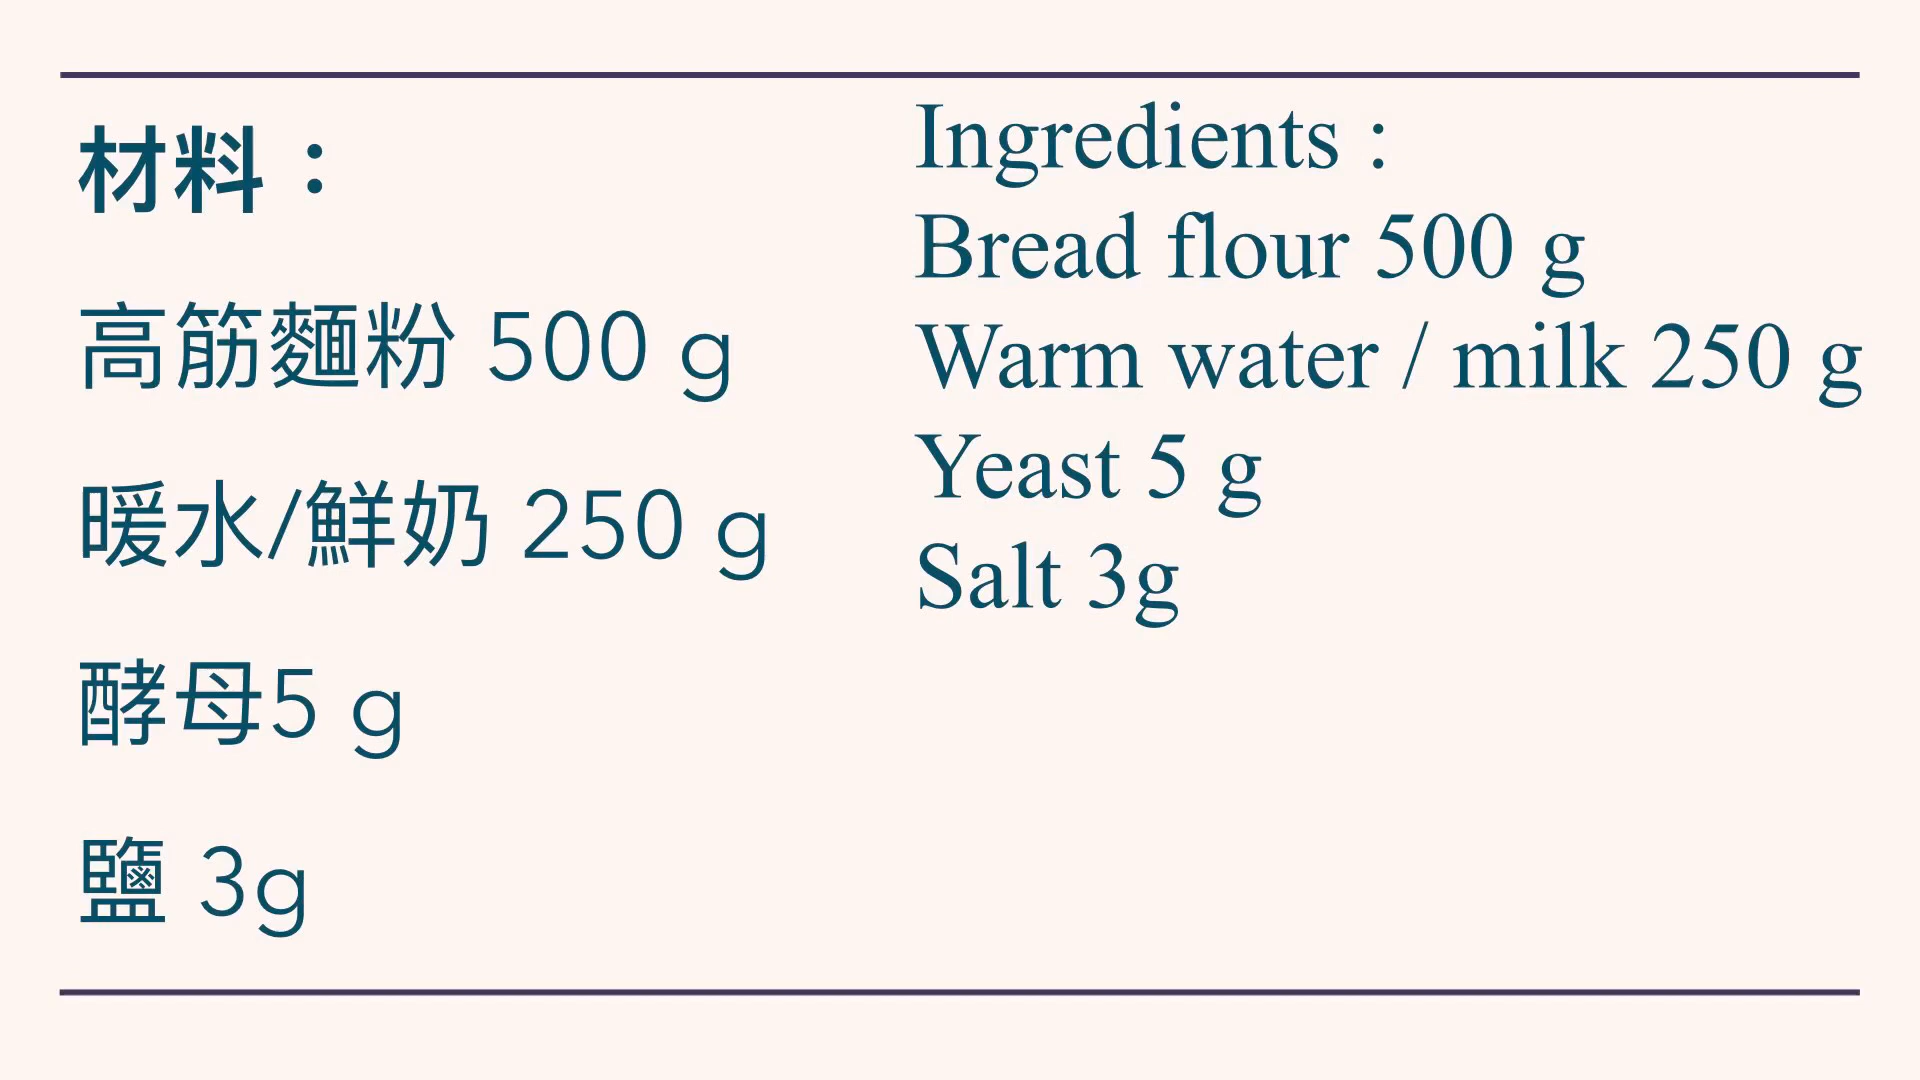 材料：
高筋麵粉 500 g
暖水/鮮奶 250 g
酵母5 g
鹽 3g
Ingredients :
Bread flour 500 g
Warm water / milk 250 g
Yeast 5 g
Salt 3g